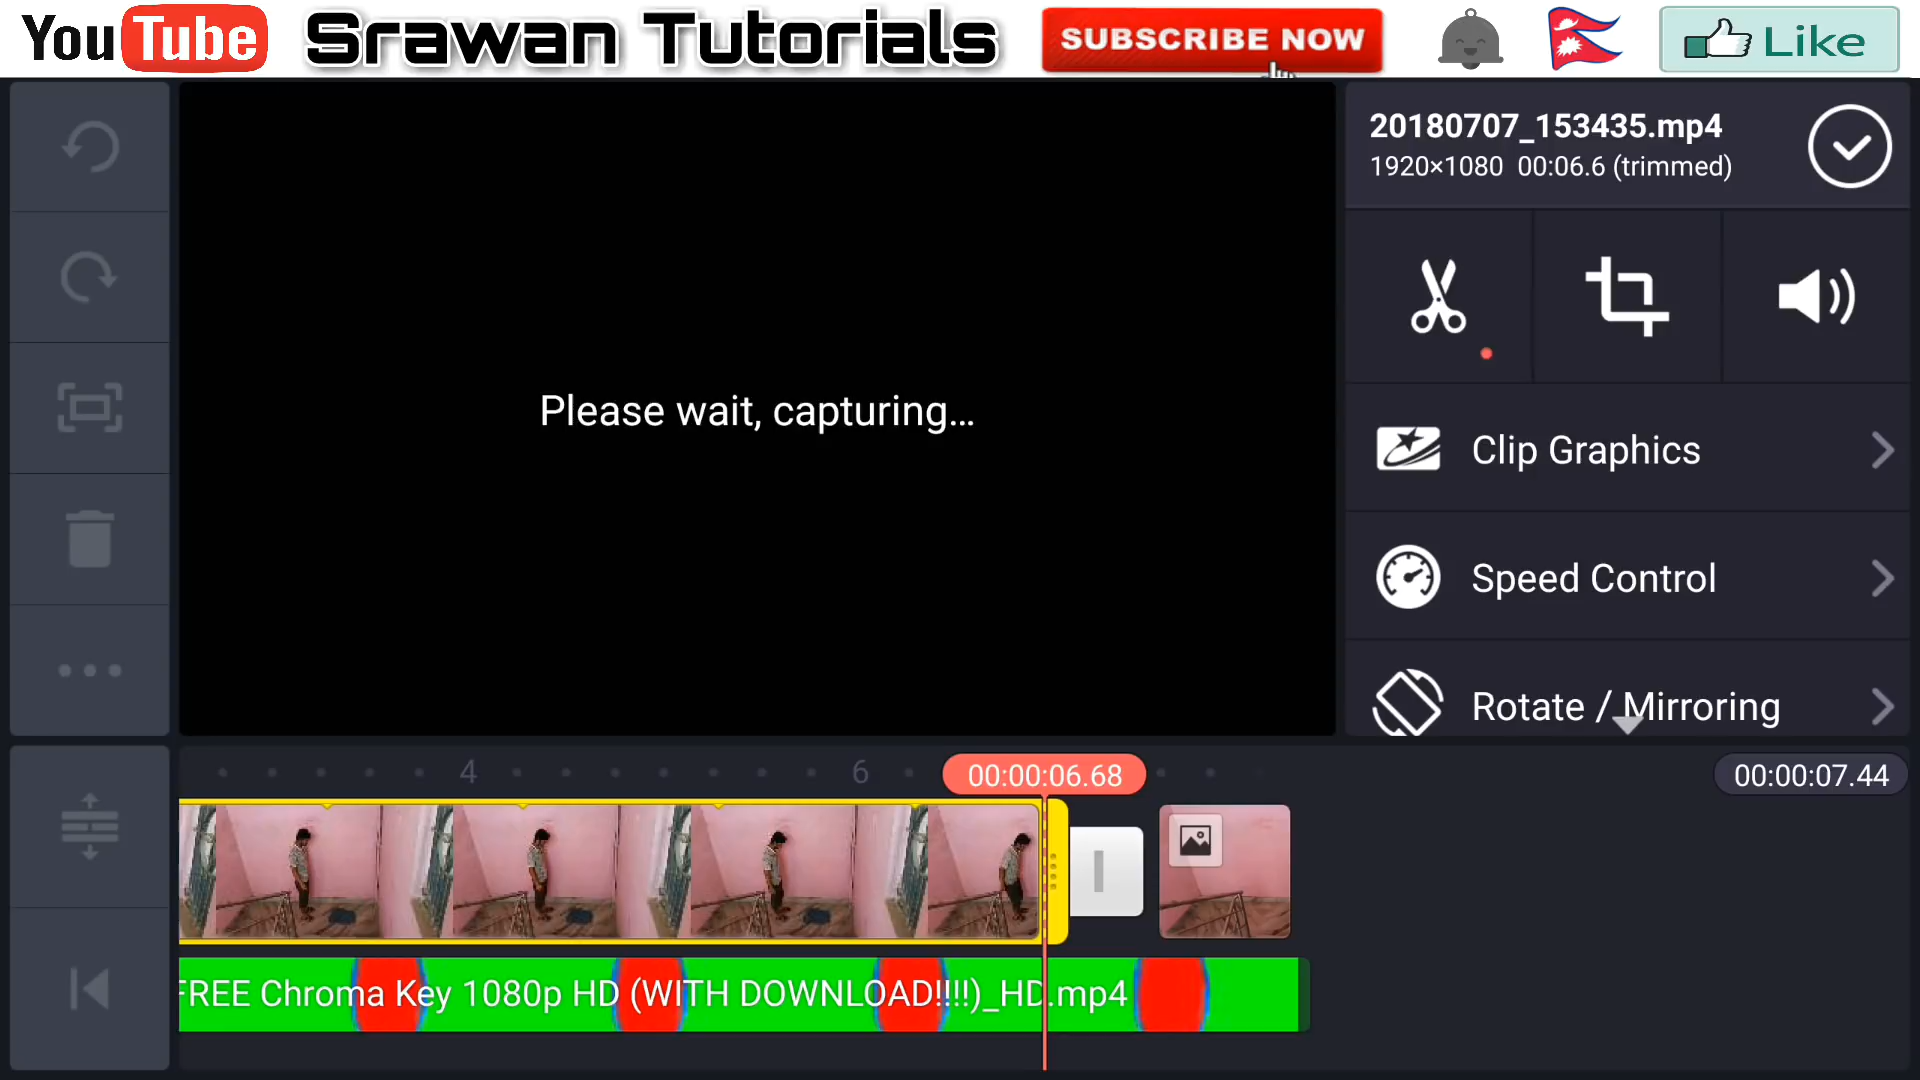 YouTube Srawan Tutorials SUBSCRIBE NOW Like
20180707_153435.mp4
1920×1080 00:06.6 (trimmed)
Please wait, capturing...
Clip Graphics
Speed Control
Rotate / Mirroring
4 6 00:00:06.68 00:00:07.44
FREE Chroma Key 1080p HD (WITH DOWNLOAD!!!!)_HD.mp4